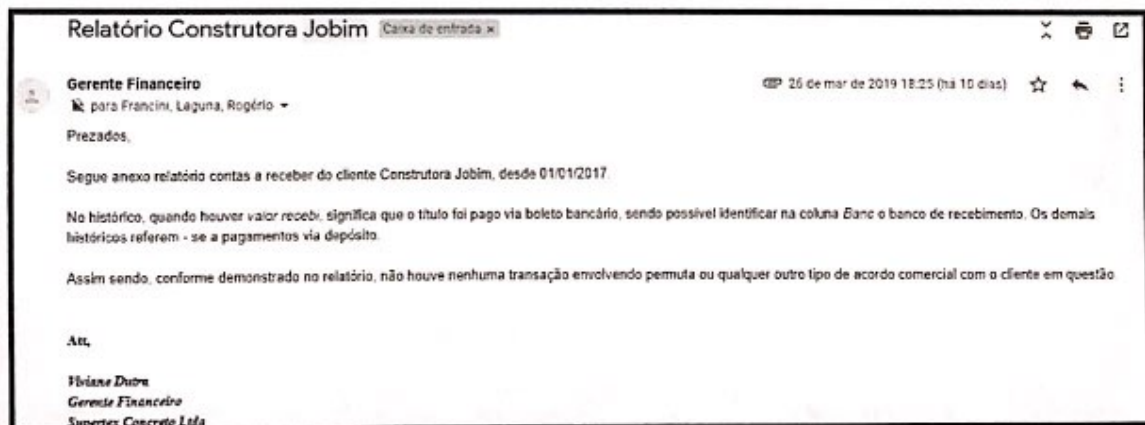 Relatório Construtora Jobim Caixa de entrada ×
Gerente Financeiro
26 de mar de 2019 18:25 (há 10 dias)
para Francini, Laguna, Rogério
Prezados,
Segue anexo relatório contas a receber do cliente Construtora Jobim, desde 01/01/2017.
No histórico, quando houver valor recebi, significa que o título foi pago via boleto bancário, sendo possível identificar na coluna Banc o banco de recebimento. Os demais
históricos referem - se a pagamentos via depósito.
Assim sendo, conforme demonstrado no relatório, não houve nenhuma transação envolvendo permuta ou qualquer outro tipo de acordo comercial com o cliente em questão
Att,
Viviane Dutra
Gerente Financeiro
Supertex Concreto Ltda